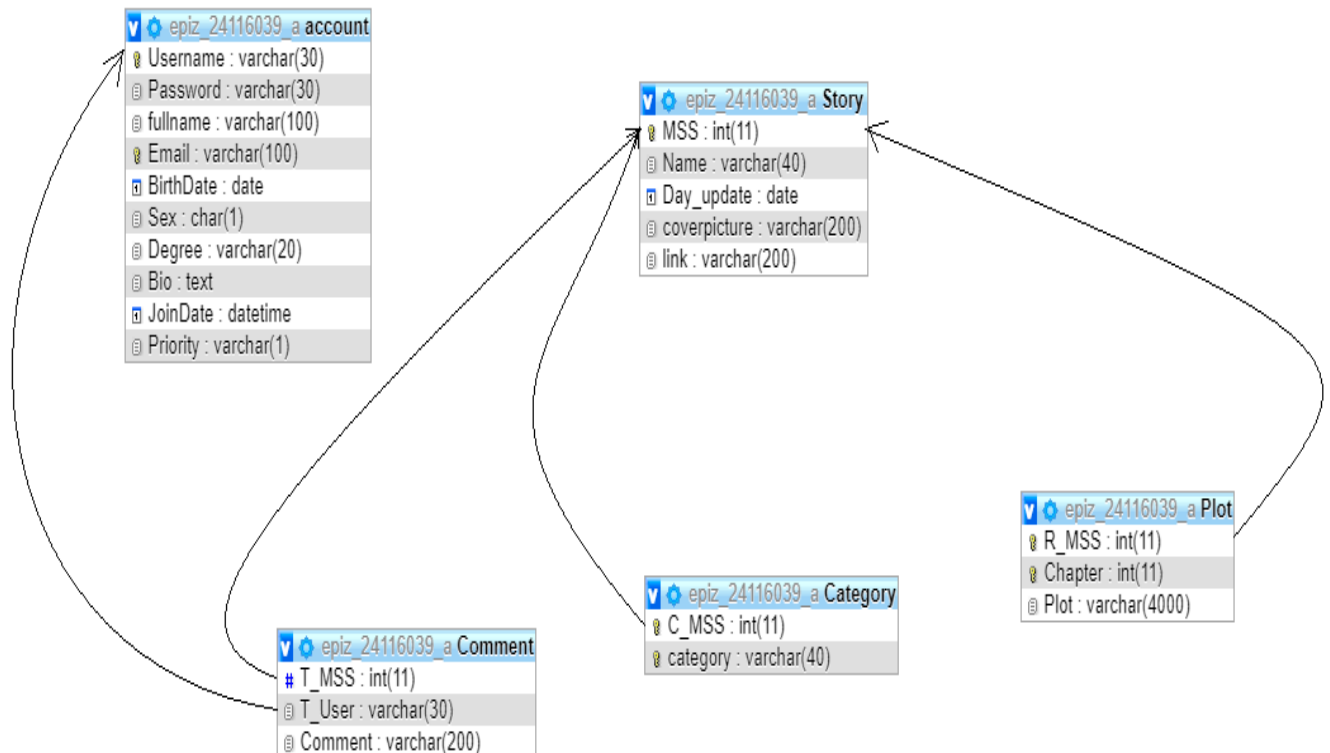 epiz_24116039_a account
Username : varchar(30)
Password : varchar(30)
fullname : varchar(100)
Email : varchar(100)
BirthDate : date
Sex : char(1)
Degree : varchar(20)
Bio : text
JoinDate : datetime
Priority : varchar(1)
epiz_24116039_a Story
MSS : int(11)
Name : varchar(40)
Day_update : date
coverpicture : varchar(200)
link : varchar(200)
epiz_24116039_a Plot
R_MSS : int(11)
Chapter : int(11)
Plot : varchar(4000)
epiz_24116039_a Category
C_MSS : int(11)
category : varchar(40)
epiz_24116039_a Comment
# T_MSS : int(11)
T_User : varchar(30)
Comment : varchar(200)